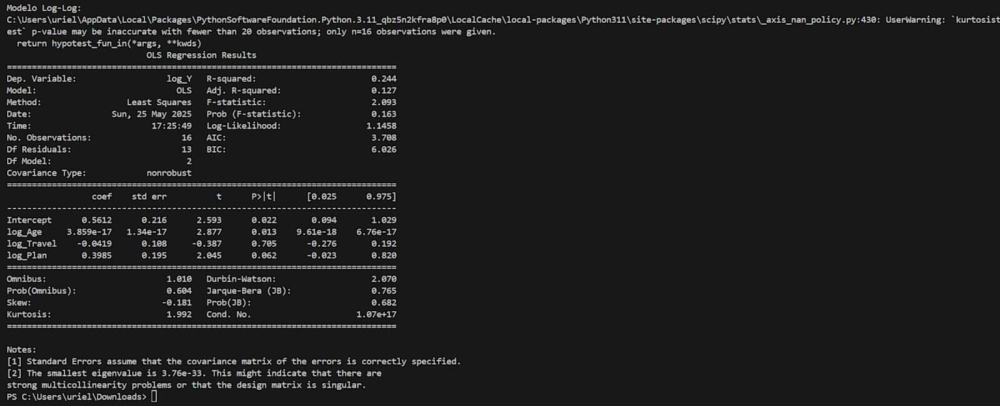 Modelo Log-Log:
C:\Users\uriel\AppData\Local\Packages\PythonSoftwareFoundation.Python.3.11_qbz5n2kfra8p0\LocalCache\local-packages\Python311\site-packages\scipy\stats\_axis_nan_policy.py:430: UserWarning: `kurtosist
est` p-value may be inaccurate with fewer than 20 observations; only n=16 observations were given.
  return hypotest_fun_in(*args, **kwds)
                            OLS Regression Results
==============================================================================
Dep. Variable:                  log_Y   R-squared:                       0.244
Model:                            OLS   Adj. R-squared:                  0.127
Method:                 Least Squares   F-statistic:                     2.093
Date:                Sun, 25 May 2025   Prob (F-statistic):              0.163
Time:                        17:25:49   Log-Likelihood:                 1.1458
No. Observations:                  16   AIC:                             3.708
Df Residuals:                      13   BIC:                             6.026
Df Model:                           2
Covariance Type:            nonrobust
==============================================================================
                 coef    std err          t      P>|t|      [0.025      0.975]
------------------------------------------------------------------------------
Intercept      0.5612      0.216      2.593      0.022       0.094       1.029
log_Age     3.859e-17   1.34e-17      2.877      0.013    9.61e-18    6.76e-17
log_Travel    -0.0419      0.108     -0.387      0.705      -0.276       0.192
log_Plan       0.3985      0.195      2.045      0.062      -0.023       0.820
==============================================================================
Omnibus:                        1.010   Durbin-Watson:                   2.070
Prob(Omnibus):                  0.604   Jarque-Bera (JB):                0.765
Skew:                          -0.181   Prob(JB):                        0.682
Kurtosis:                       1.992   Cond. No.                     1.07e+17
==============================================================================
Notes:
[1] Standard Errors assume that the covariance matrix of the errors is correctly specified.
[2] The smallest eigenvalue is 3.76e-33. This might indicate that there are
strong multicollinearity problems or that the design matrix is singular.
PS C:\Users\uriel\Downloads>